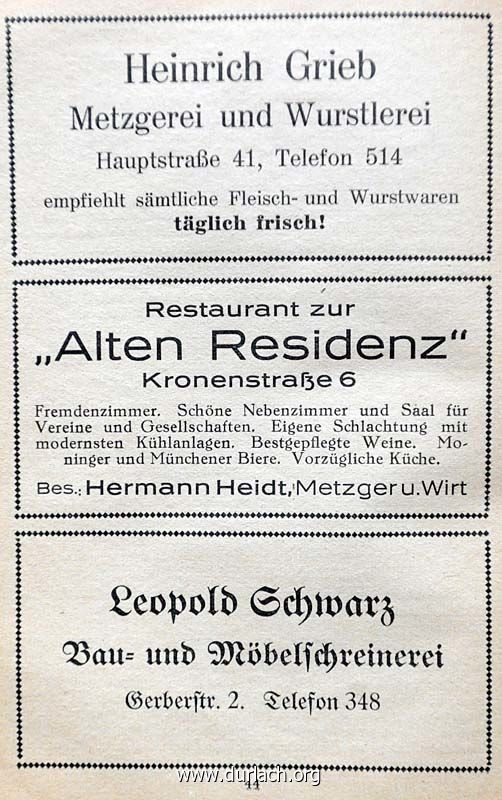 Heinrich Grieb
Metzgerei und Wurstlerei
Hauptstraße 41, Telefon 514
empfiehlt sämtliche Fleisch- und Wurstwaren
täglich frisch!
Restaurant zur
„Alten Residenz“
Kronenstraße 6
Fremdenzimmer. Schöne Nebenzimmer und Saal für
Vereine und Gesellschaften. Eigene Schlachtung mit
modernsten Kühlanlagen. Bestgepflegte Weine. Mo-
ninger und Münchener Biere. Vorzügliche Küche.
Bes.: Hermann Heidt, Metzger u. Wirt
Leopold Schwarz
Bau- und Möbelschreinerei
Gerberstr. 2. Telefon 348
www.durlach.org
44